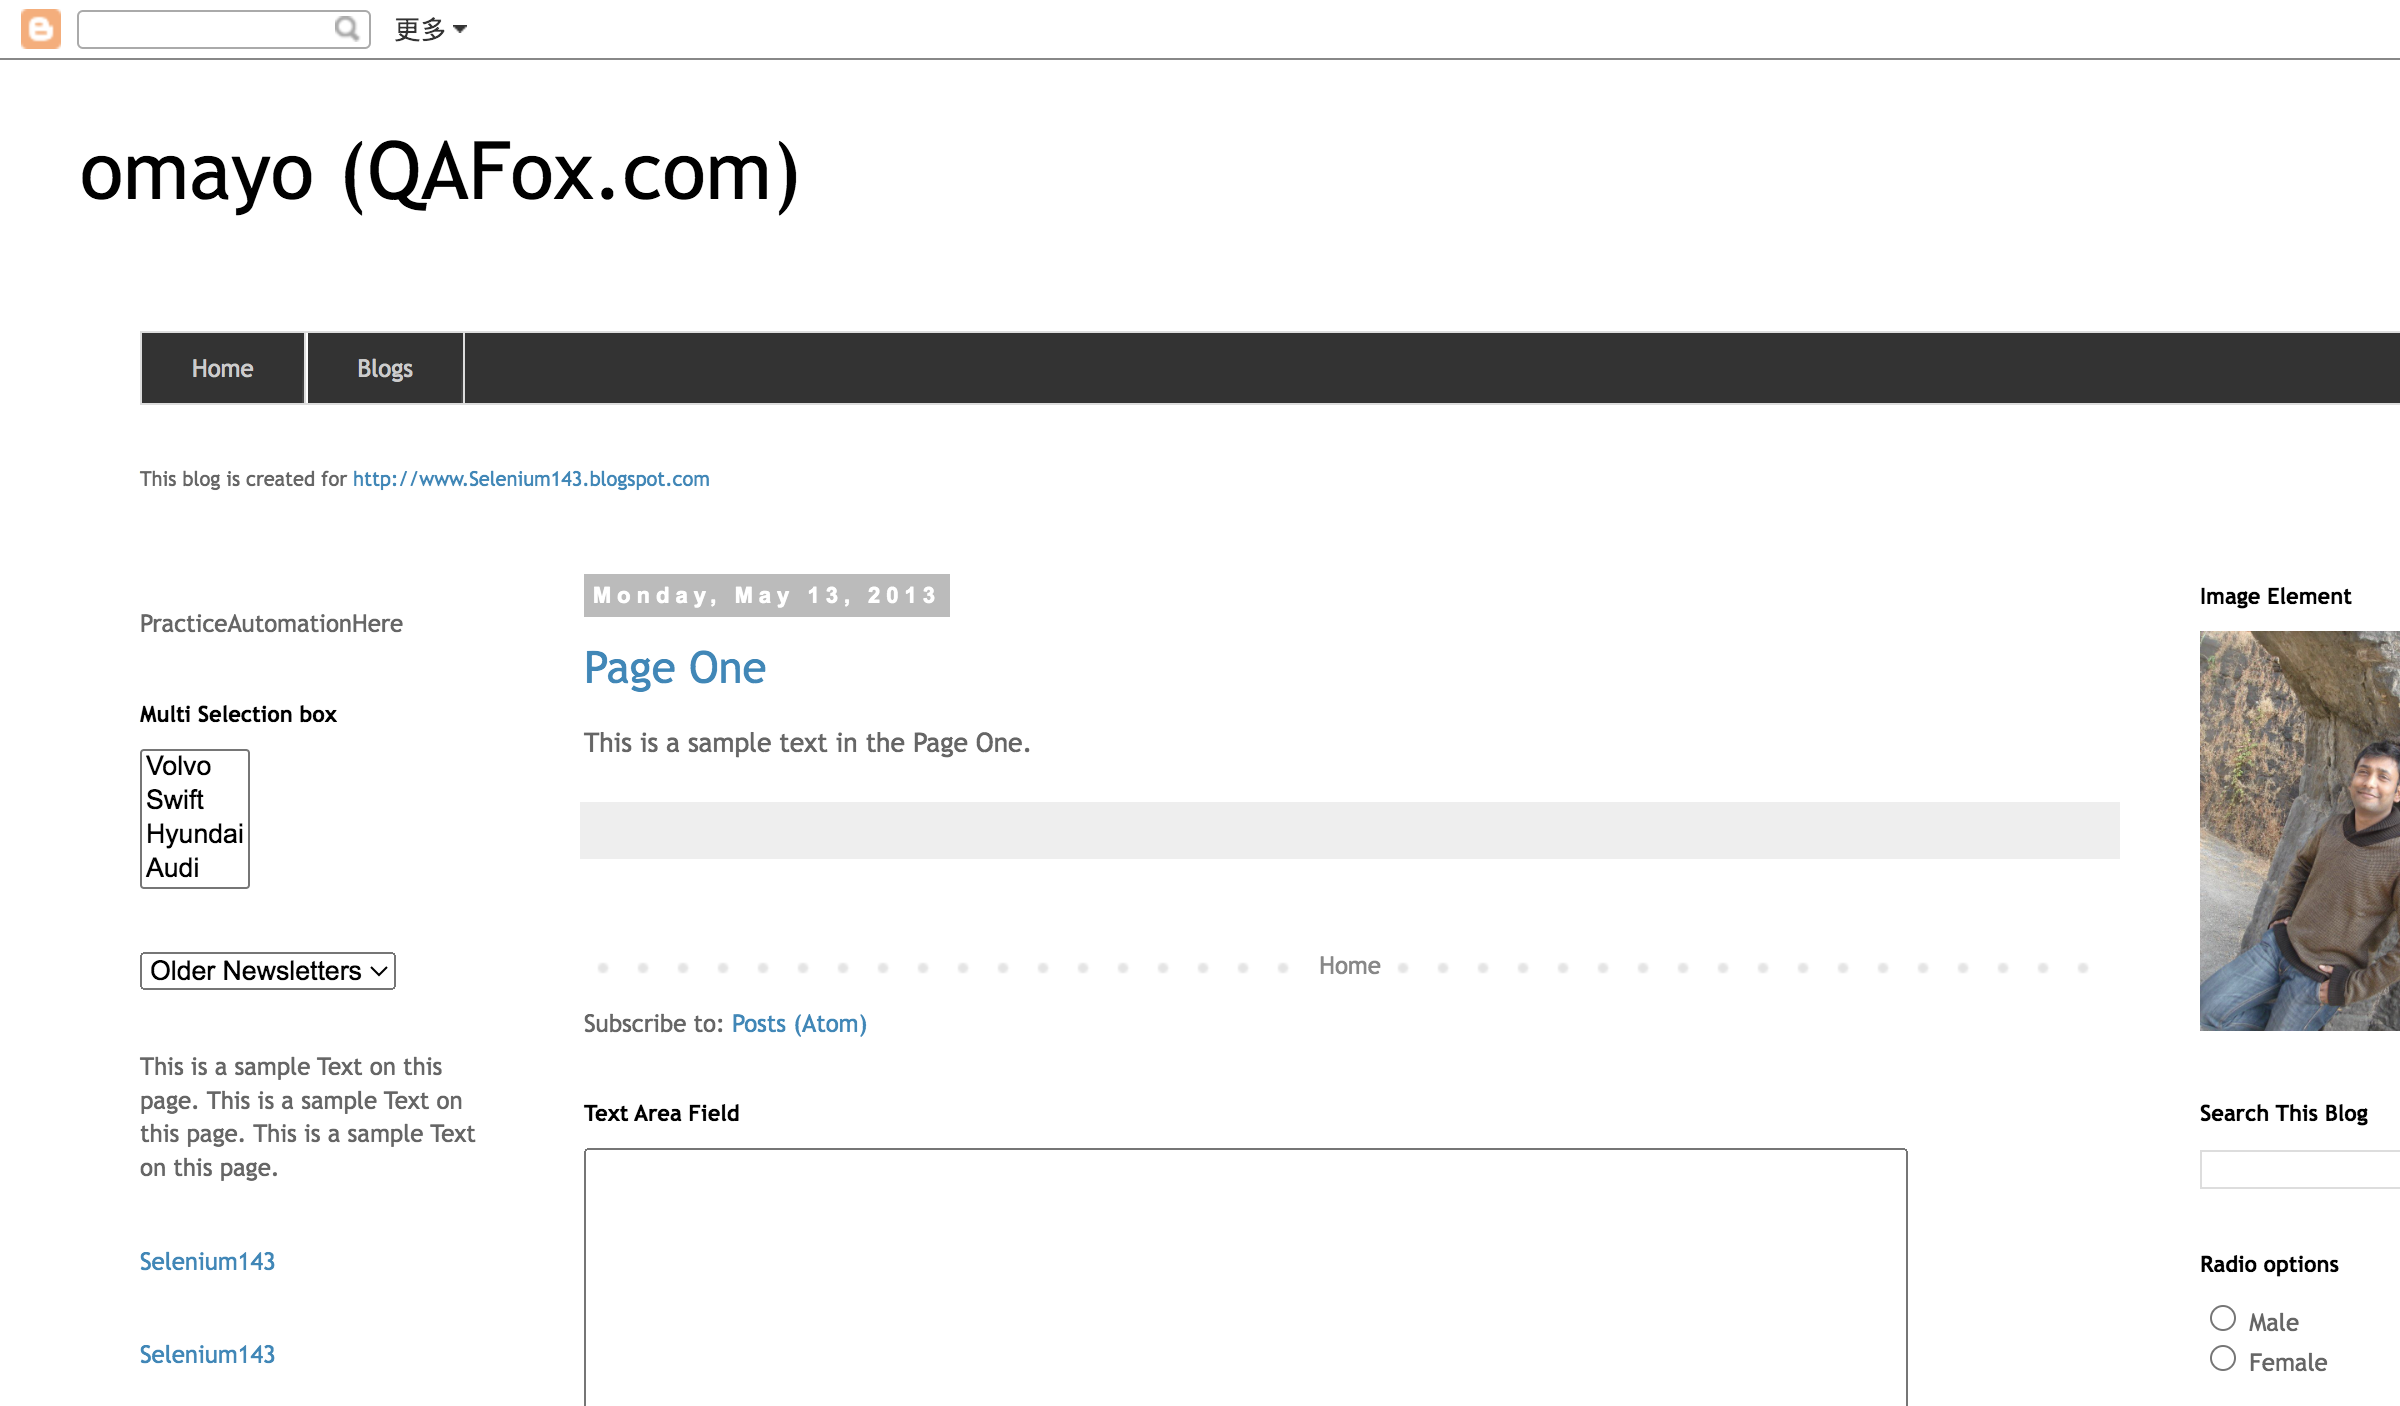 更多
omayo (QAFox.com)
Home
Blogs
This blog is created for http://www.Selenium143.blogspot.com
PracticeAutomationHere
Multi Selection box
Volvo
Swift
Hyundai
Audi
Older Newsletters
This is a sample Text on this
page. This is a sample Text on
this page. This is a sample Text
on this page.
Selenium143
Selenium143
Monday, May 13, 2013
Page One
This is a sample text in the Page One.
Home
Subscribe to: Posts (Atom)
Text Area Field
Image Element
Search This Blog
Radio options
Male
Female